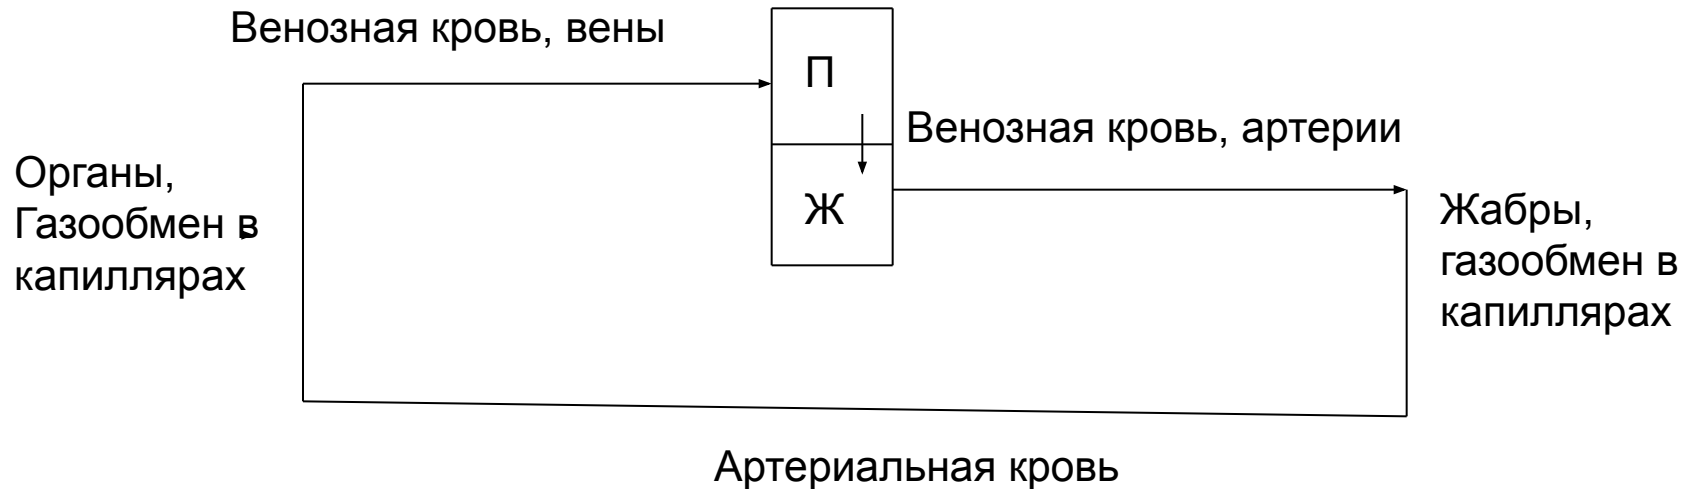 Венозная кровь, вены
П
Венозная кровь, артерии
Органы,
Газообмен в
капиллярах
Ж
Жабры,
газообмен в
капиллярах
Артериальная кровь